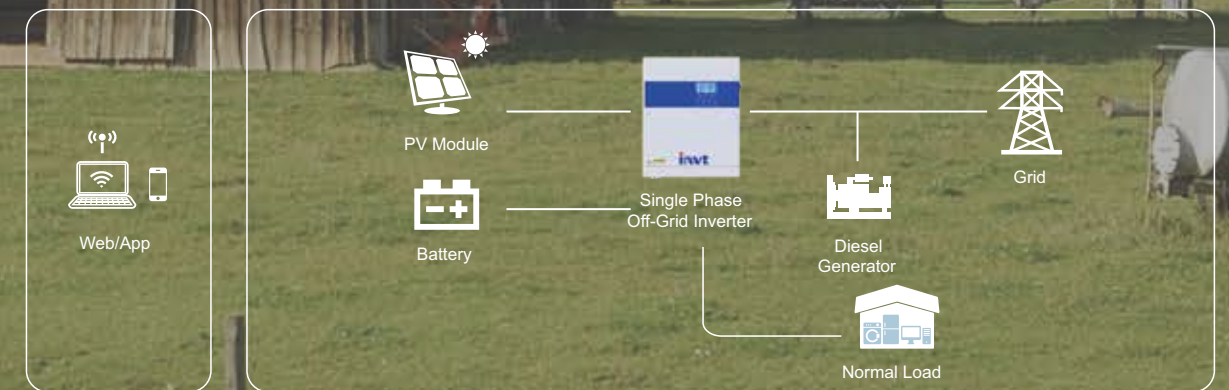 Web/App
PV Module
Battery
invt
Single Phase
Off-Grid Inverter
Diesel
Generator
Grid
Normal Load